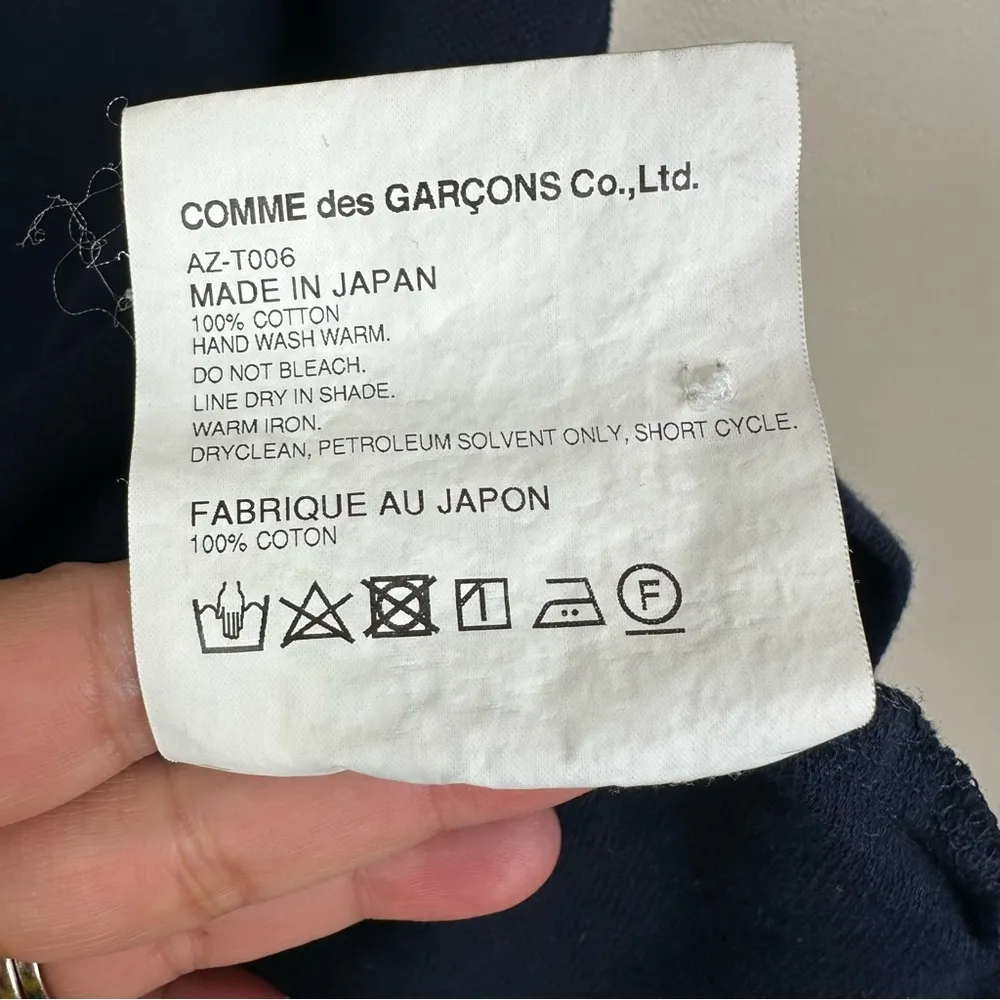 COMME des GARÇONS Co.,Ltd.
AZ-T006
MADE IN JAPAN
100% COTTON
HAND WASH WARM.
DO NOT BLEACH.
LINE DRY IN SHADE.
WARM IRON.
DRYCLEAN, PETROLEUM SOLVENT ONLY, SHORT CYCLE.
FABRIQUE AU JAPON
100% COTON
F